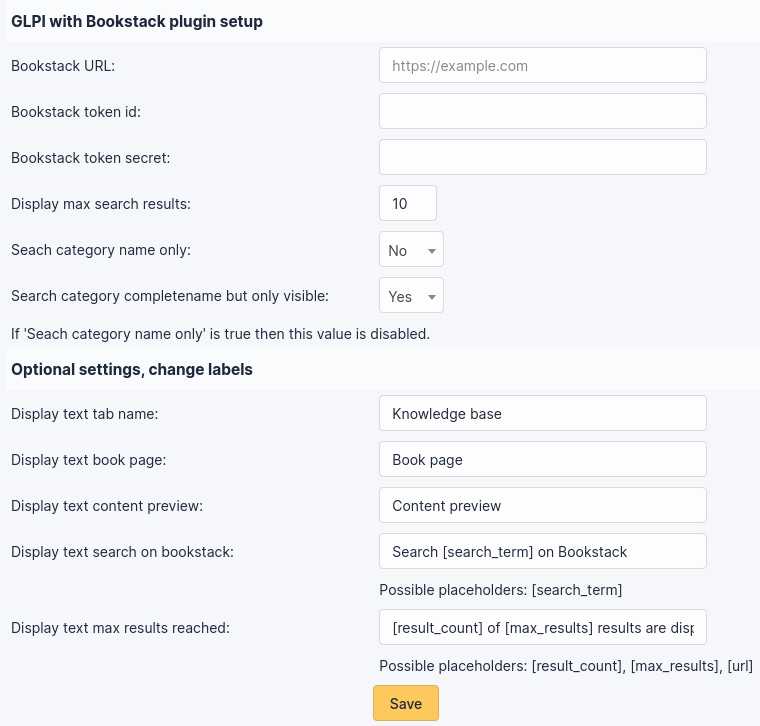 GLPI with Bookstack plugin setup
Bookstack URL: https://example.com
Bookstack token id:
Bookstack token secret:
Display max search results: 10
Seach category name only: No
Search category completename but only visible: Yes
If 'Seach category name only' is true then this value is disabled.
Optional settings, change labels
Display text tab name: Knowledge base
Display text book page: Book page
Display text content preview: Content preview
Display text search on bookstack: Search [search_term] on Bookstack
Possible placeholders: [search_term]
Display text max results reached: [result_count] of [max_results] results are disp
Possible placeholders: [result_count], [max_results], [url]
Save